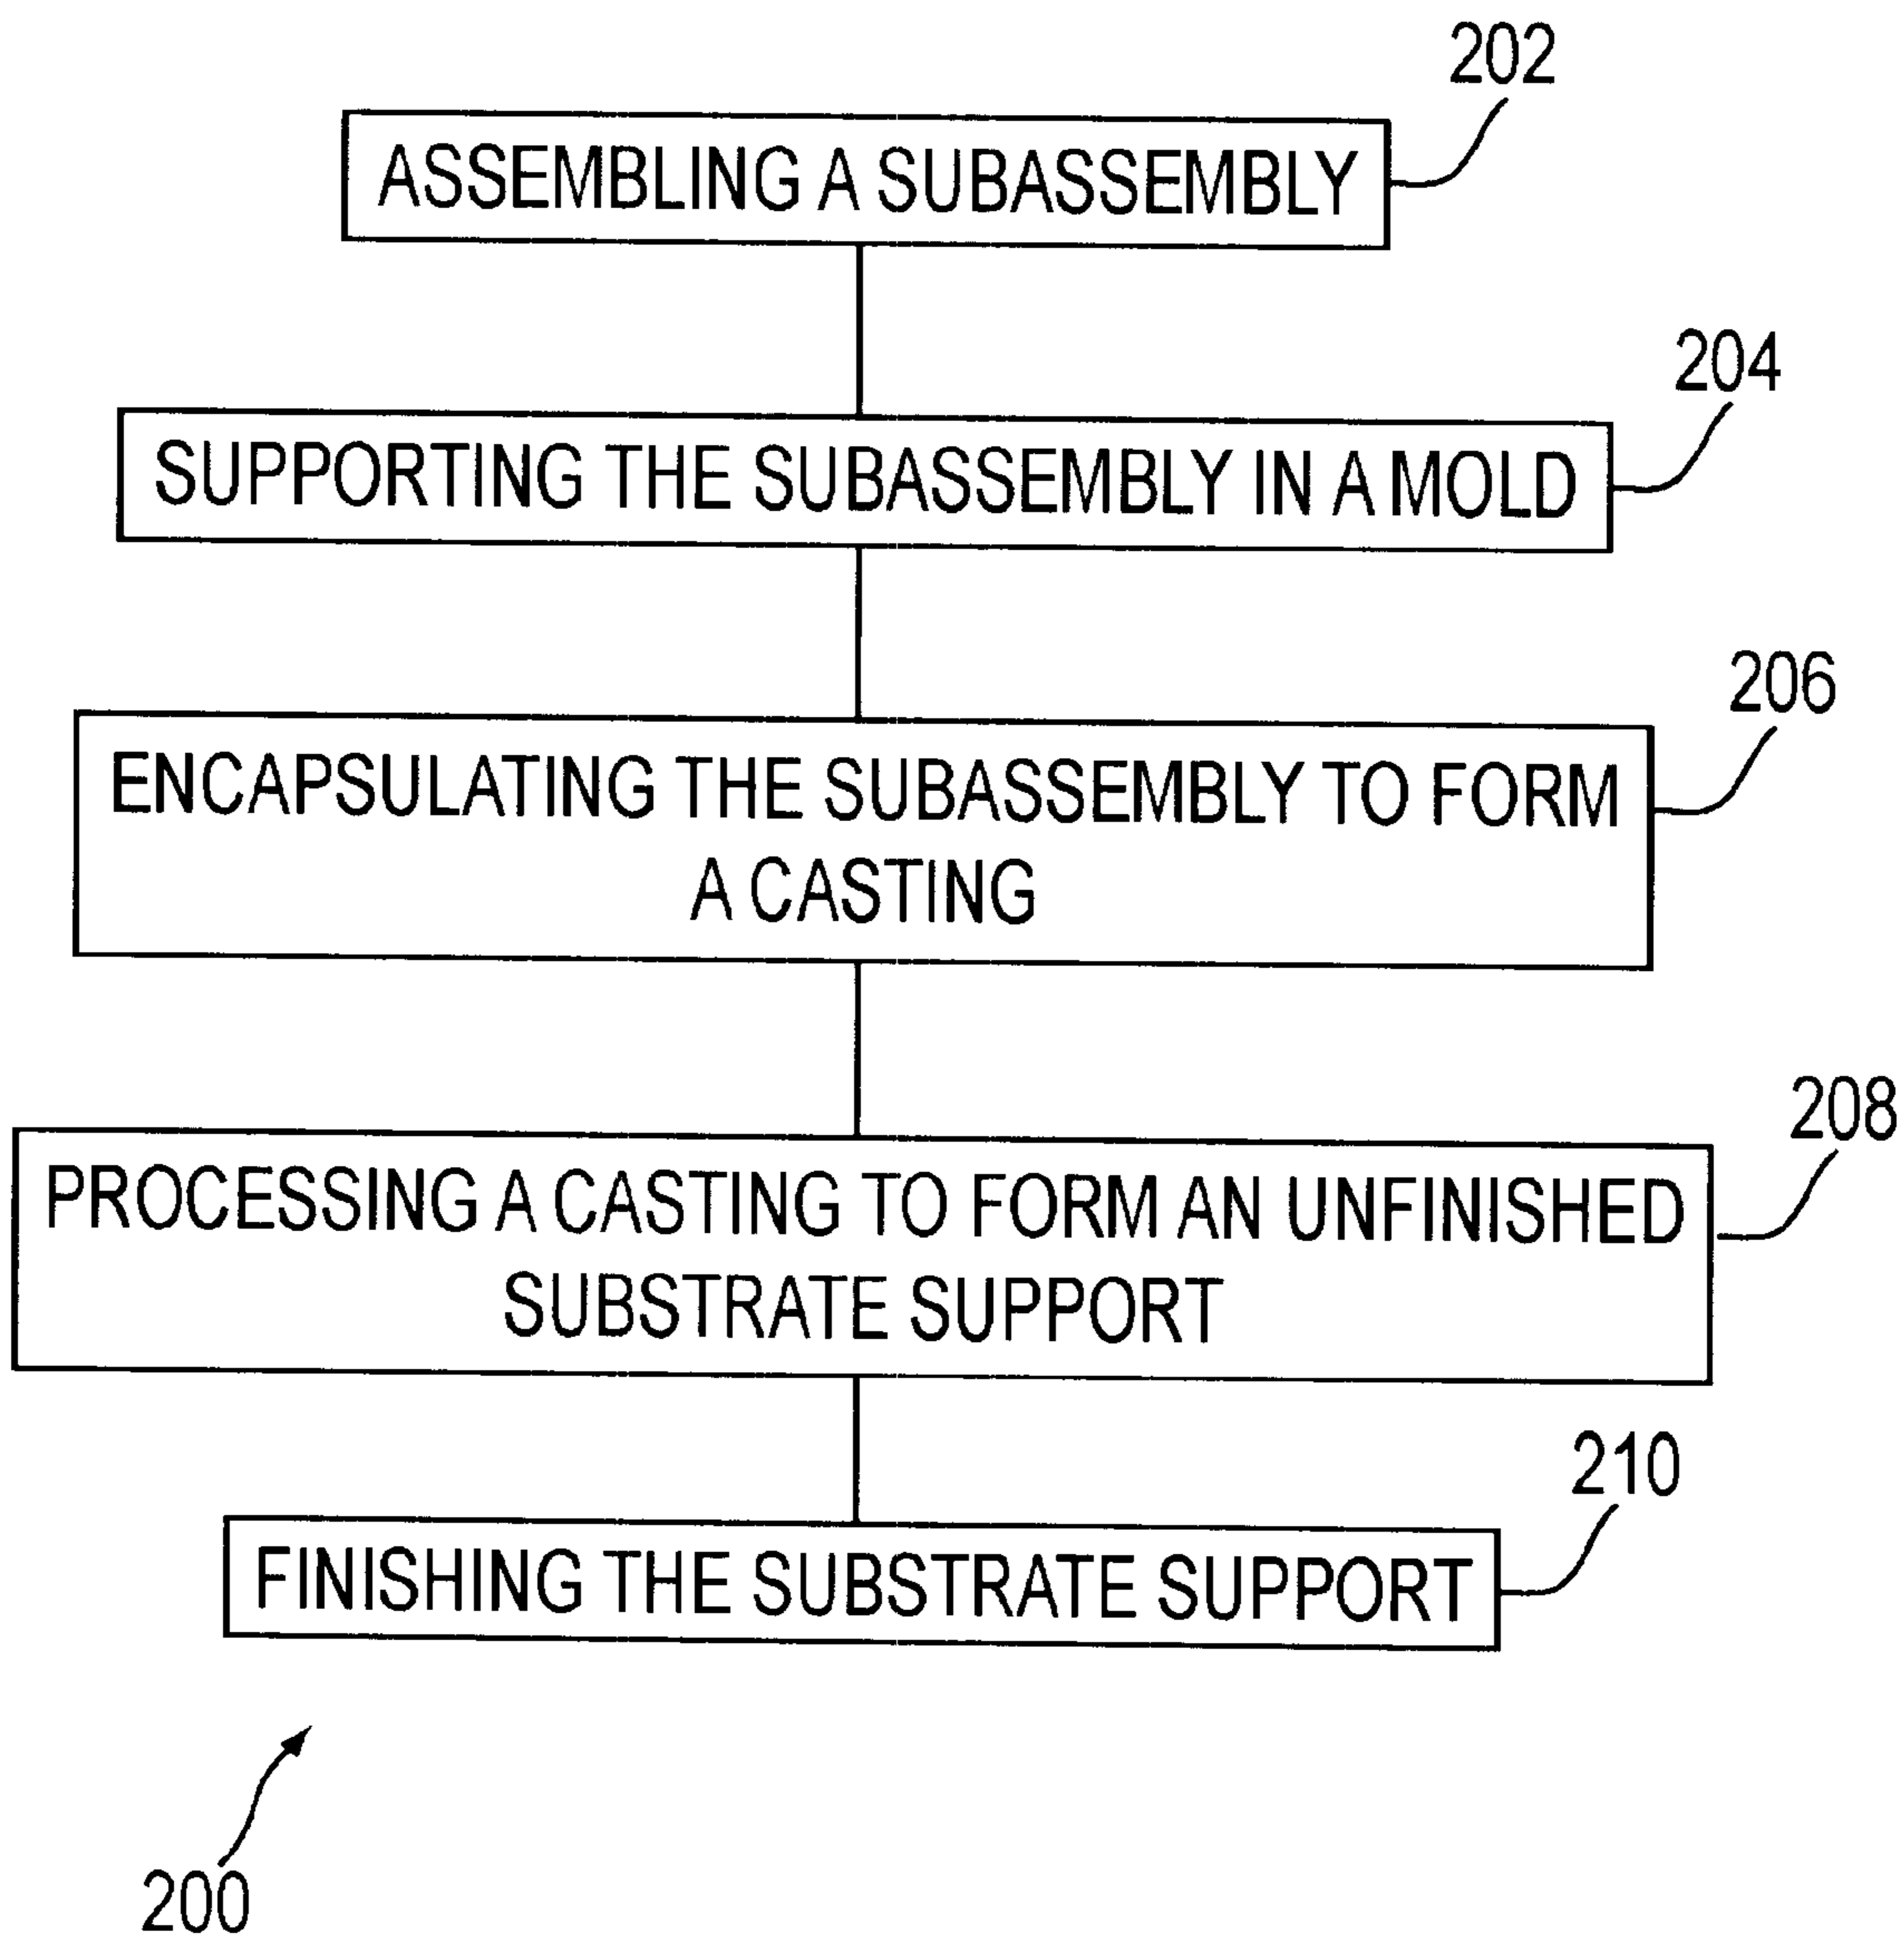 202
ASSEMBLING A SUBASSEMBLY
204
SUPPORTING THE SUBASSEMBLY IN A MOLD
206
ENCAPSULATING THE SUBASSEMBLY TO FORM
A CASTING
208
PROCESSING A CASTING TO FORM AN UNFINISHED
SUBSTRATE SUPPORT
210
FINISHING THE SUBSTRATE SUPPORT
200